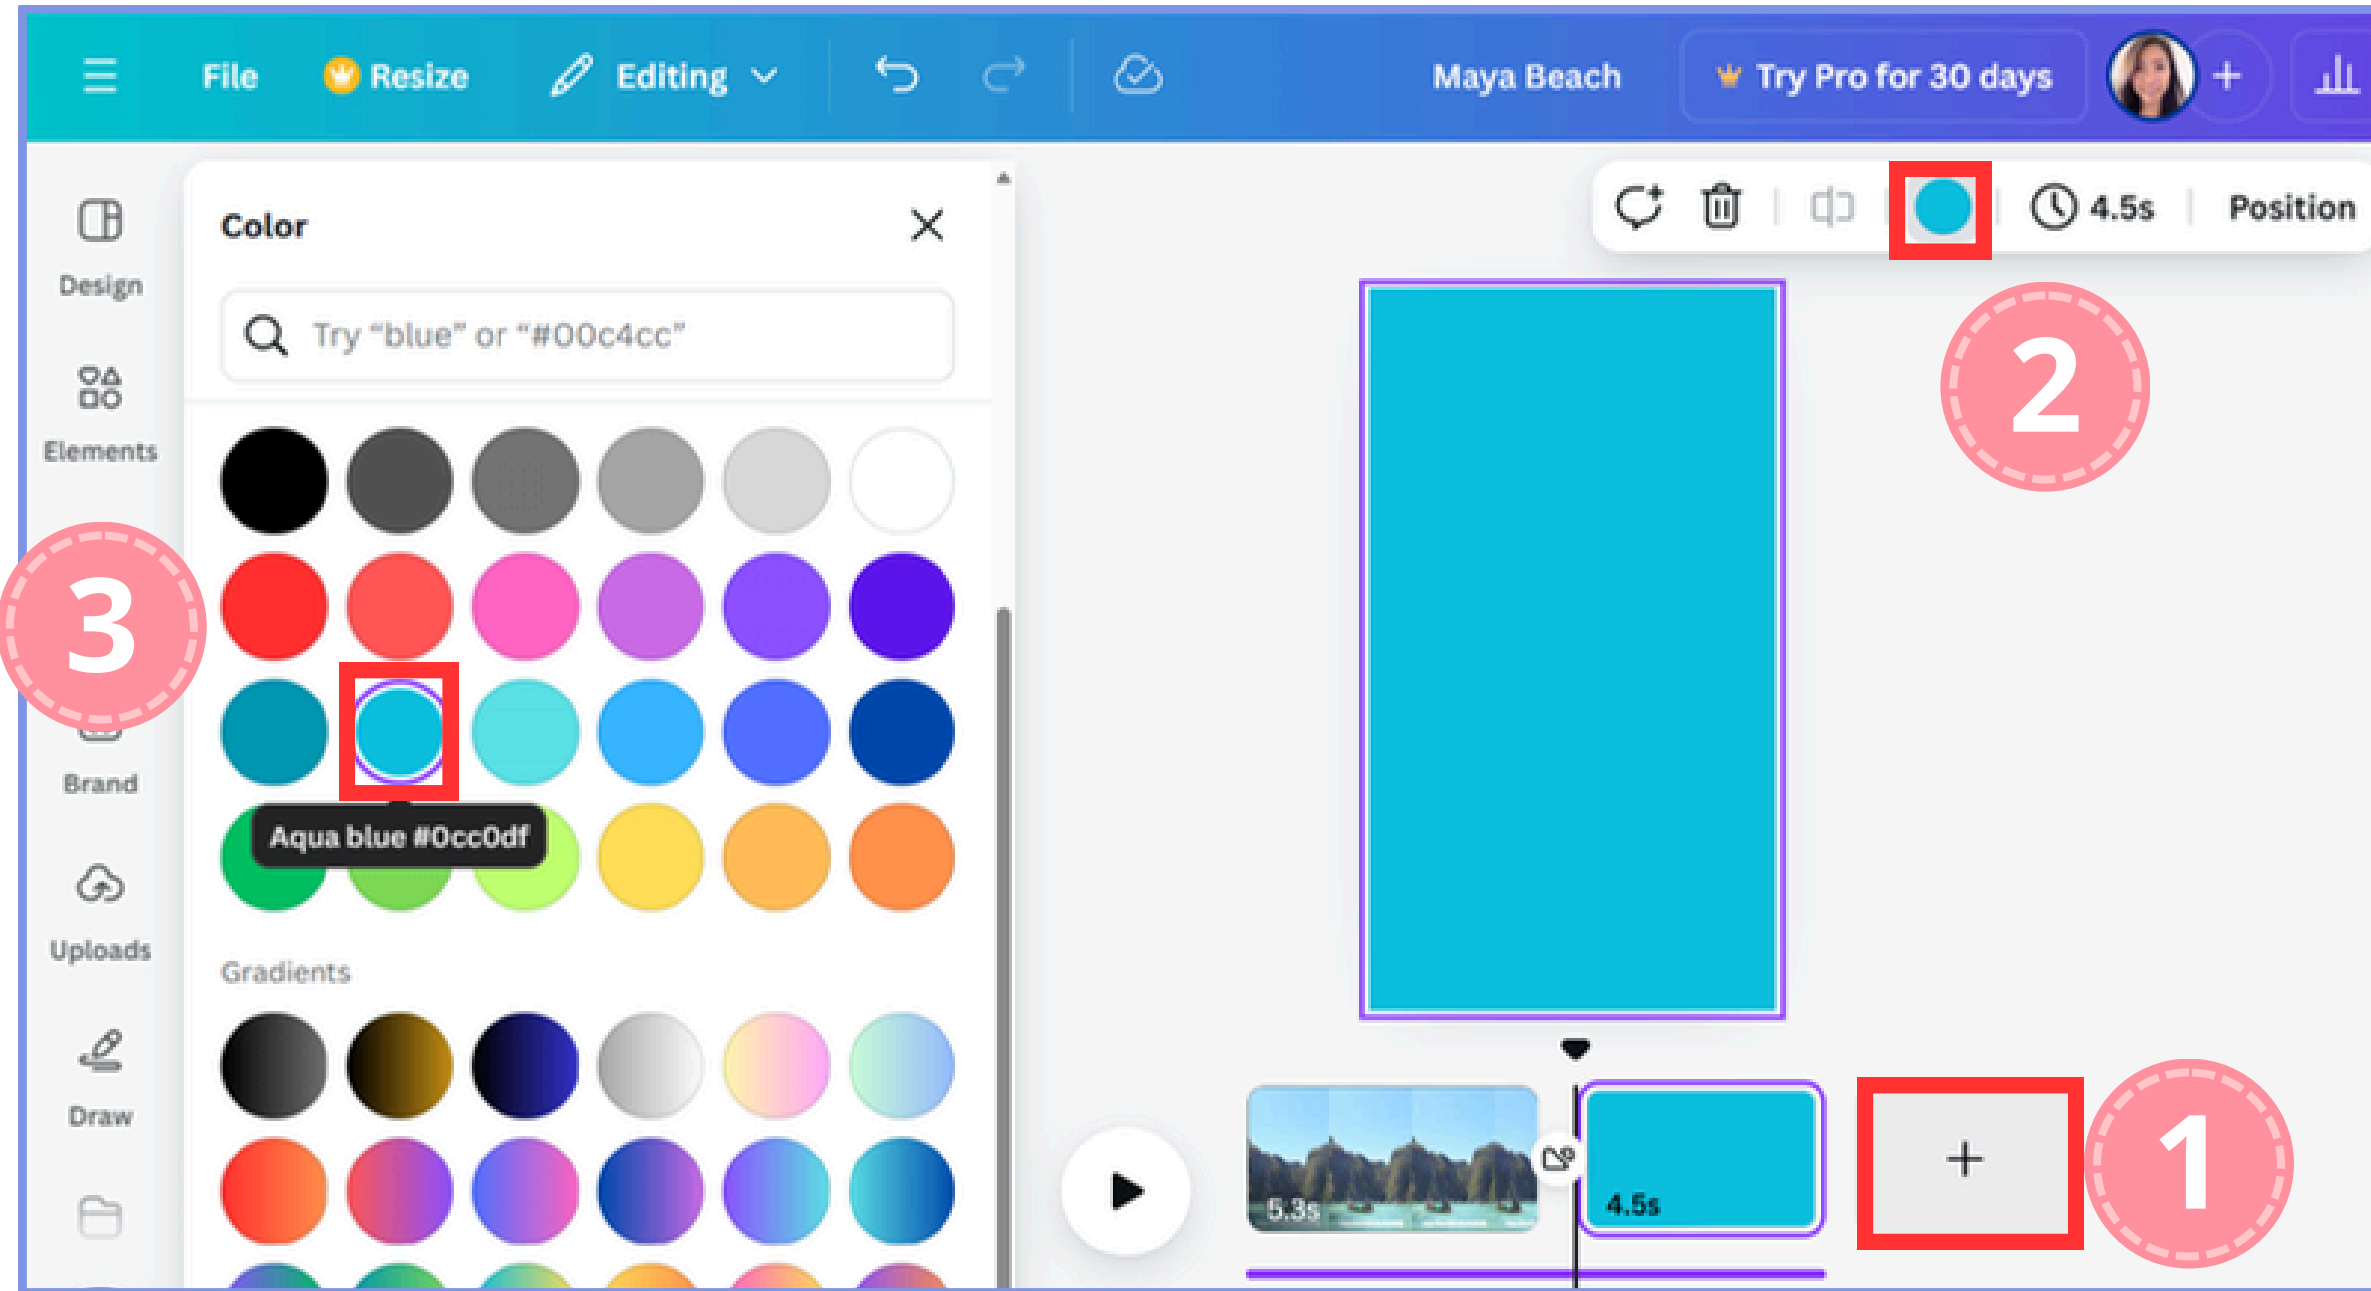 File
Resize
Editing
Maya Beach
Try Pro for 30 days
Design
Elements
Brand
Uploads
Draw
Color
Try “blue” or “#00c4cc”
Aqua blue #0cc0df
Gradients
4.5s
Position
2
3
5.3s
4.5s
1